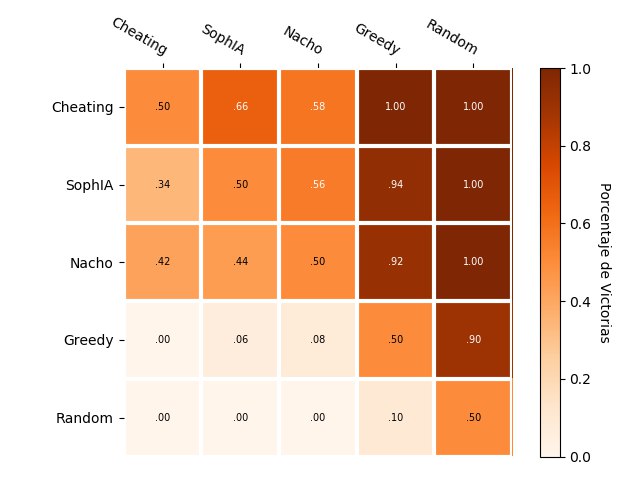 Cheating SophIA Nacho Greedy Random
Cheating .50 .66 .58 1.00 1.00
SophIA .34 .50 .56 .94 1.00
Nacho .42 .44 .50 .92 1.00
Greedy .00 .06 .08 .50 .90
Random .00 .00 .00 .10 .50
1.0
0.8
0.6
0.4
0.2
0.0
Porcentaje de Victorias